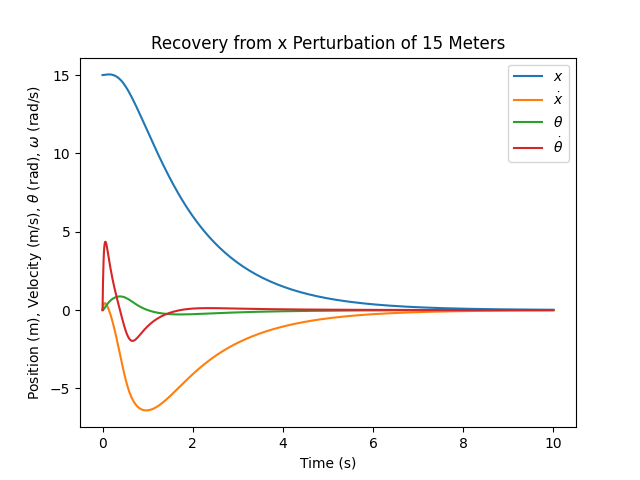 Recovery from x Perturbation of 15 Meters
Position (m), Velocity (m/s), θ (rad), ω (rad/s)
15
10
5
0
−5
0 2 4 6 8 10
Time (s)
x
ẋ
θ
θ̇